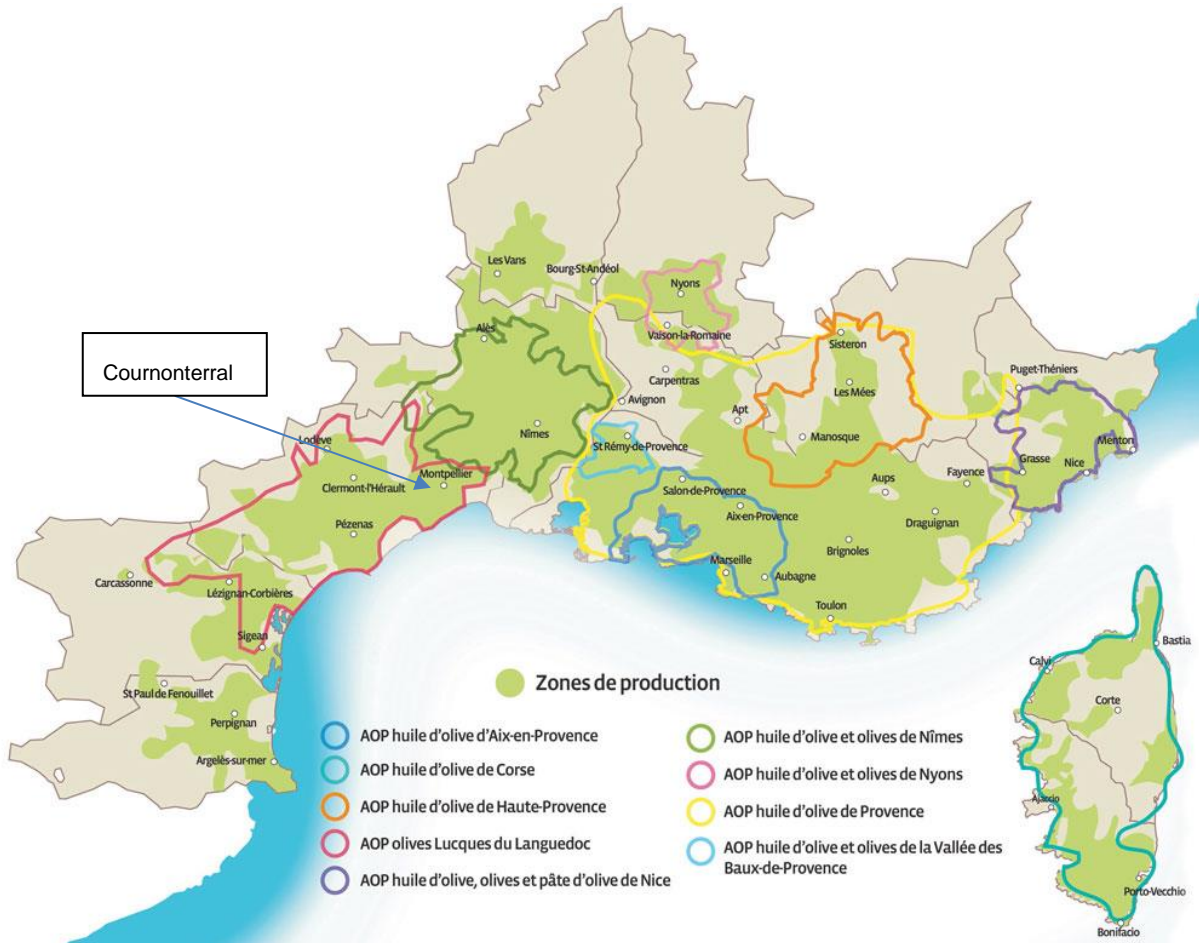 Les Vans
Bourg-St-Andéol
Nyons
Alès
Vaison-la-Romaine
Sisteron
Cournonterral
Puget-Théniers
Carpentras
Les Mées
Avignon
Apt
Nîmes
Manosque
St Rémy-de-Provence
Menton
Lodève
Grasse
Nice
Montpellier
Clermont-l'Hérault
Salon-de-Provence
Aups
Fayence
Aix-en-Provence
Draguignan
Pézenas
Brignoles
Marseille
Aubagne
Carcassonne
Lézignan-Corbières
Toulon
Sigean
Bastia
Calvi
St Paul de Fenouillet
Zones de production
Corte
Perpignan
Argelès-sur-mer
Ajaccio
Porto-Vecchio
Bonifacio
AOP huile d'olive d'Aix-en-Provence
AOP huile d'olive de Corse
AOP huile d'olive de Haute-Provence
AOP olives Lucques du Languedoc
AOP huile d'olive, olives et pâte d'olive de Nice
AOP huile d'olive et olives de Nîmes
AOP huile d'olive et olives de Nyons
AOP huile d'olive de Provence
AOP huile d'olive et olives de la Vallée des
Baux-de-Provence